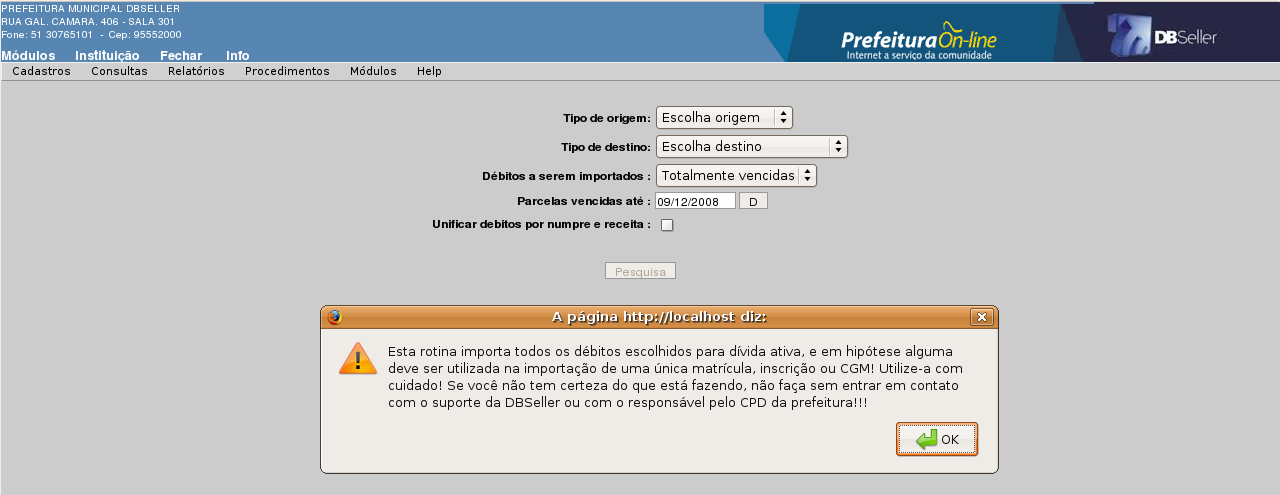 PREFEITURA MUNICIPAL DBSELLER
RUA GAL. CAMARA. 406 - SALA 301
Fone: 51 30765101 - Cep: 95552000
PrefeituraOn-line
Internet a serviço da comunidade
DBSeller
Módulos Instituição Fechar Info
Cadastros Consultas Relatórios Procedimentos Módulos Help
Tipo de origem: Escolha origem
Tipo de destino: Escolha destino
Débitos a serem importados : Totalmente vencidas
Parcelas vencidas até : 09/12/2008 D
Unificar debitos por numpre e receita :
Pesquisa
A página http://localhost diz:
Esta rotina importa todos os débitos escolhidos para dívida ativa, e em hipótese alguma
deve ser utilizada na importação de uma única matrícula, inscrição ou CGM! Utilize-a com
cuidado! Se você não tem certeza do que está fazendo, não faça sem entrar em contato
com o suporte da DBSeller ou com o responsável pelo CPD da prefeitura!!!
OK